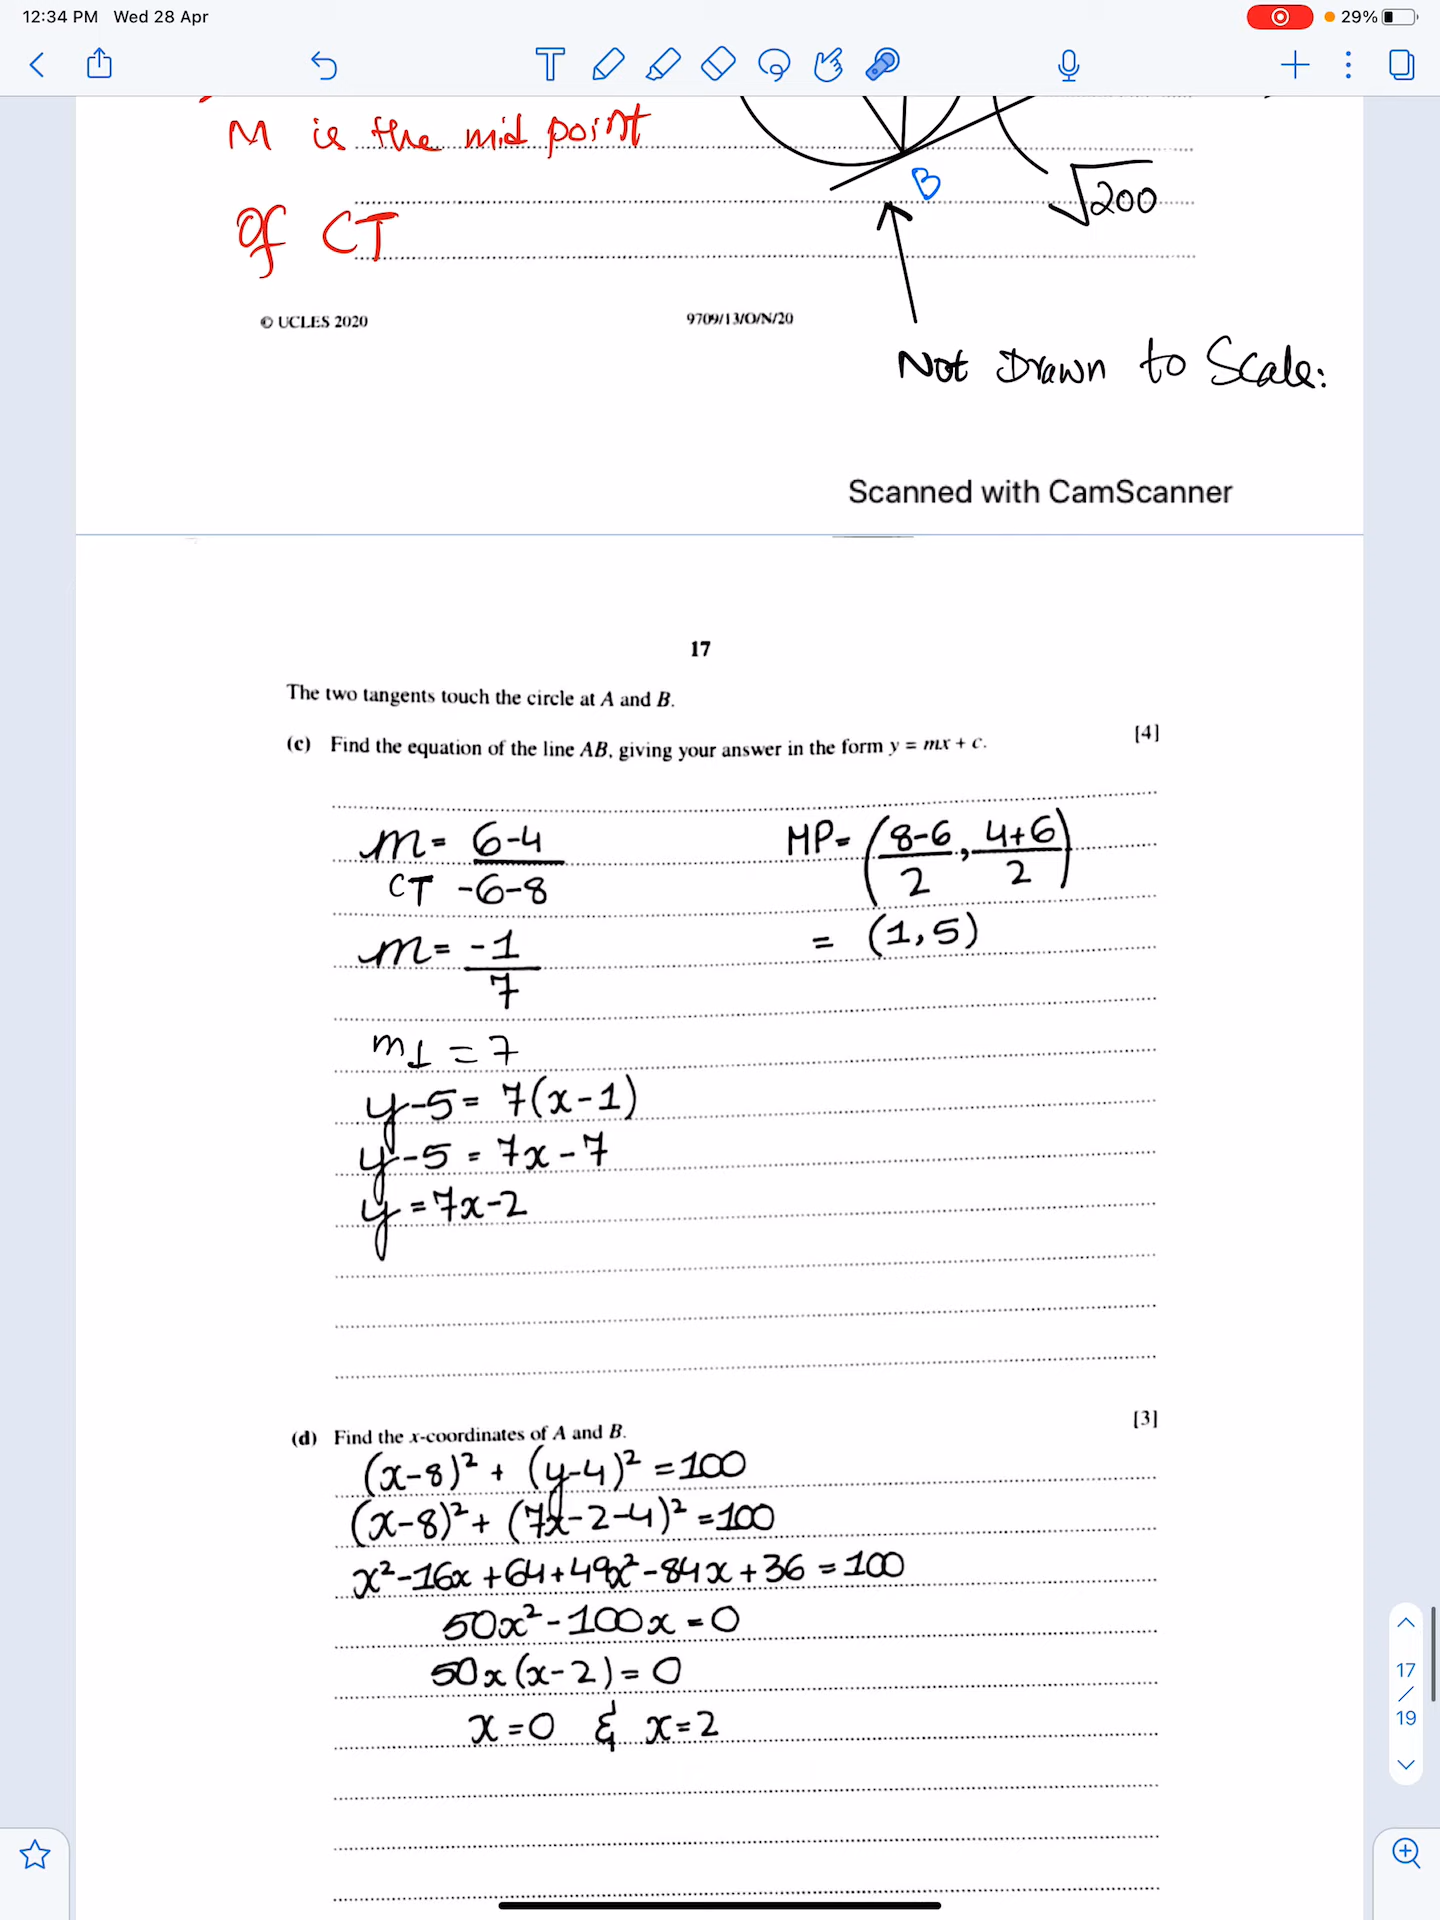 12:34 PM Wed 28 Apr
29%
M is the mid point
B
√200
of CT
© UCLES 2020
9709/13/O/N/20
Not Drawn to Scale:
Scanned with CamScanner
17
The two tangents touch the circle at A and B.
(c) Find the equation of the line AB, giving your answer in the form y = mx + c.
[4]
m = 6-4
CT -6-8
MP = (8-6/2, 4+6/2)
= (1,5)
m = -1/7
m⊥ = 7
y-5 = 7(x-1)
y-5 = 7x-7
y = 7x-2
(d) Find the x-coordinates of A and B.
[3]
(x-8)² + (y-4)² = 100
(x-8)² + (7x-2-4)² = 100
x²-16x+64+49x²-84x+36 = 100
50x²-100x = 0
50x(x-2) = 0
x=0 & x=2
17
/
19